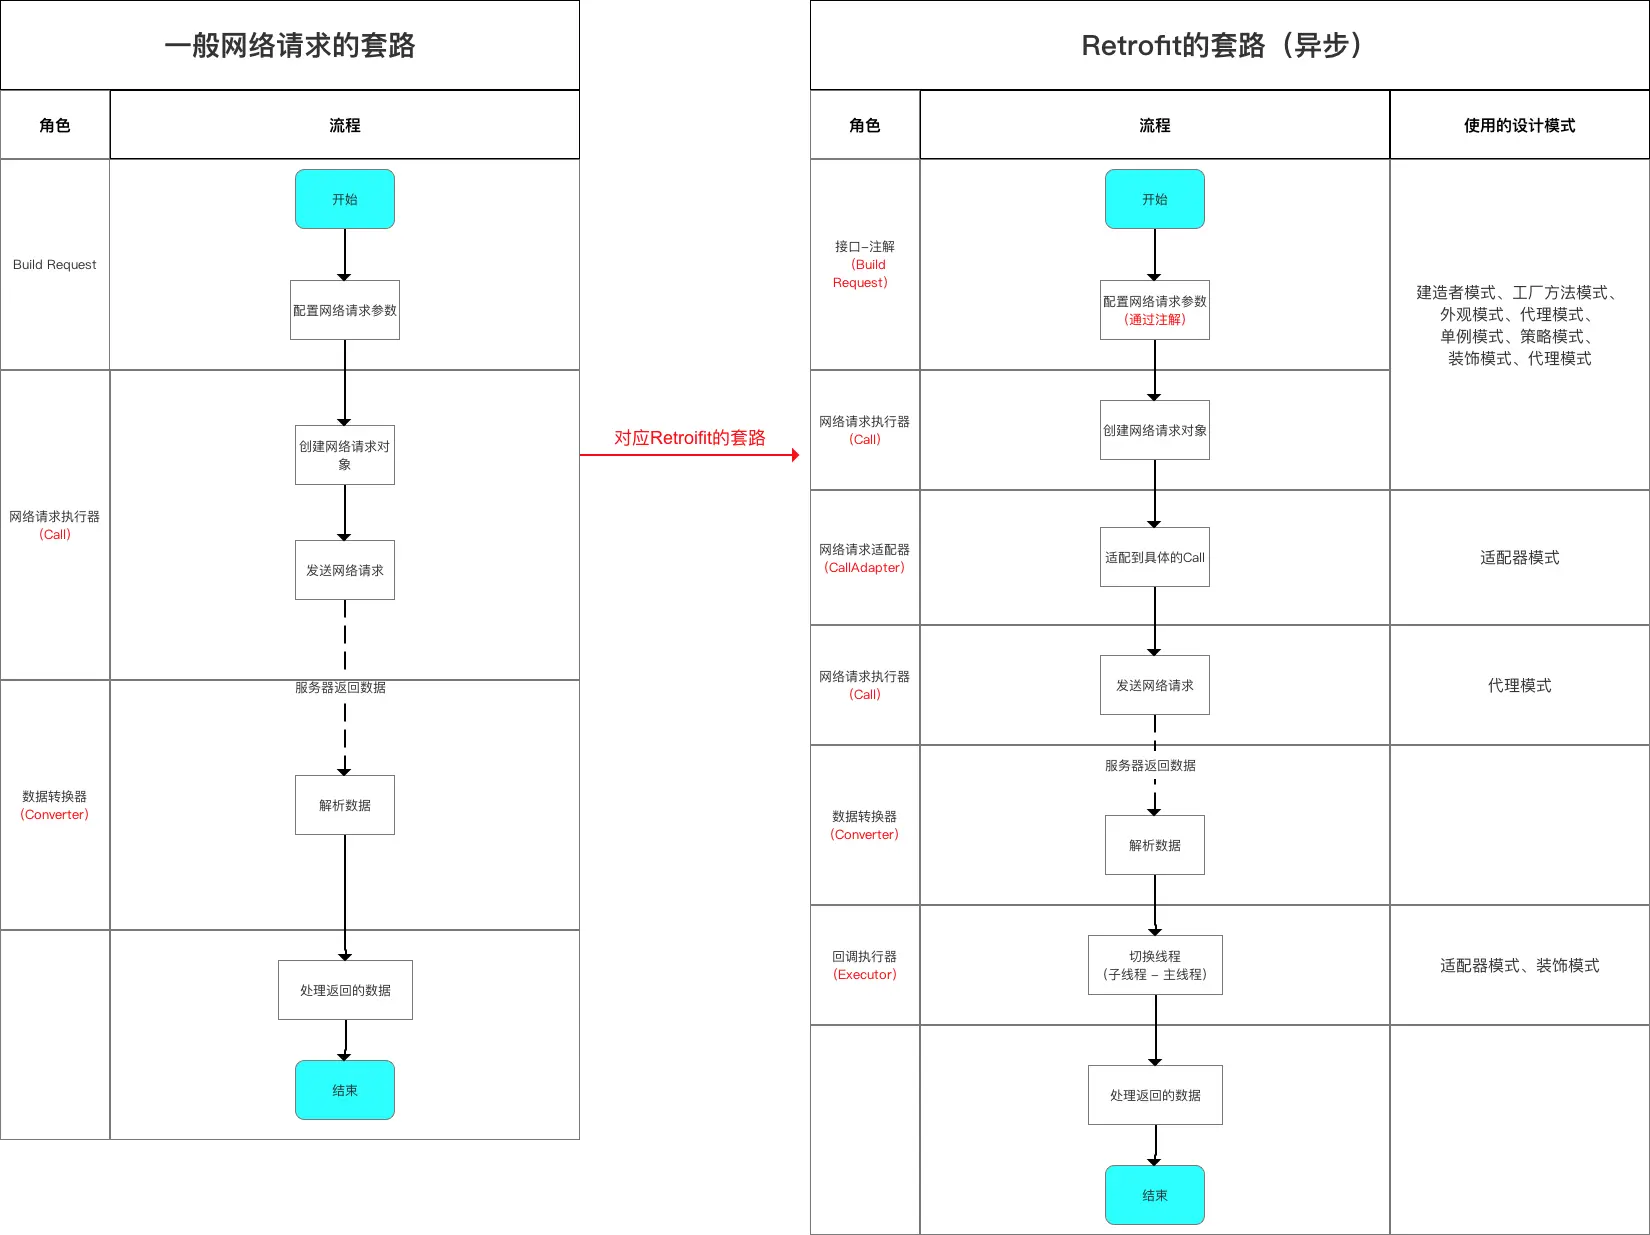 一般网络请求的套路
角色
流程
Build Request
开始
配置网络请求参数
网络请求执行器
（Call）
创建网络请求对
象
发送网络请求
服务器返回数据
数据转换器
（Converter）
解析数据
处理返回的数据
结束
对应Retroifit的套路
Retrofit的套路（异步）
角色
流程
使用的设计模式
接口-注解
（Build
Request）
开始
配置网络请求参数
（通过注解）
建造者模式、工厂方法模式、
外观模式、代理模式、
单例模式、策略模式、
装饰模式、代理模式
网络请求执行器
（Call）
创建网络请求对象
网络请求适配器
（CallAdapter）
适配到具体的Call
适配器模式
网络请求执行器
（Call）
发送网络请求
代理模式
服务器返回数据
数据转换器
（Converter）
解析数据
回调执行器
（Executor）
切换线程
（子线程 - 主线程）
适配器模式、装饰模式
处理返回的数据
结束